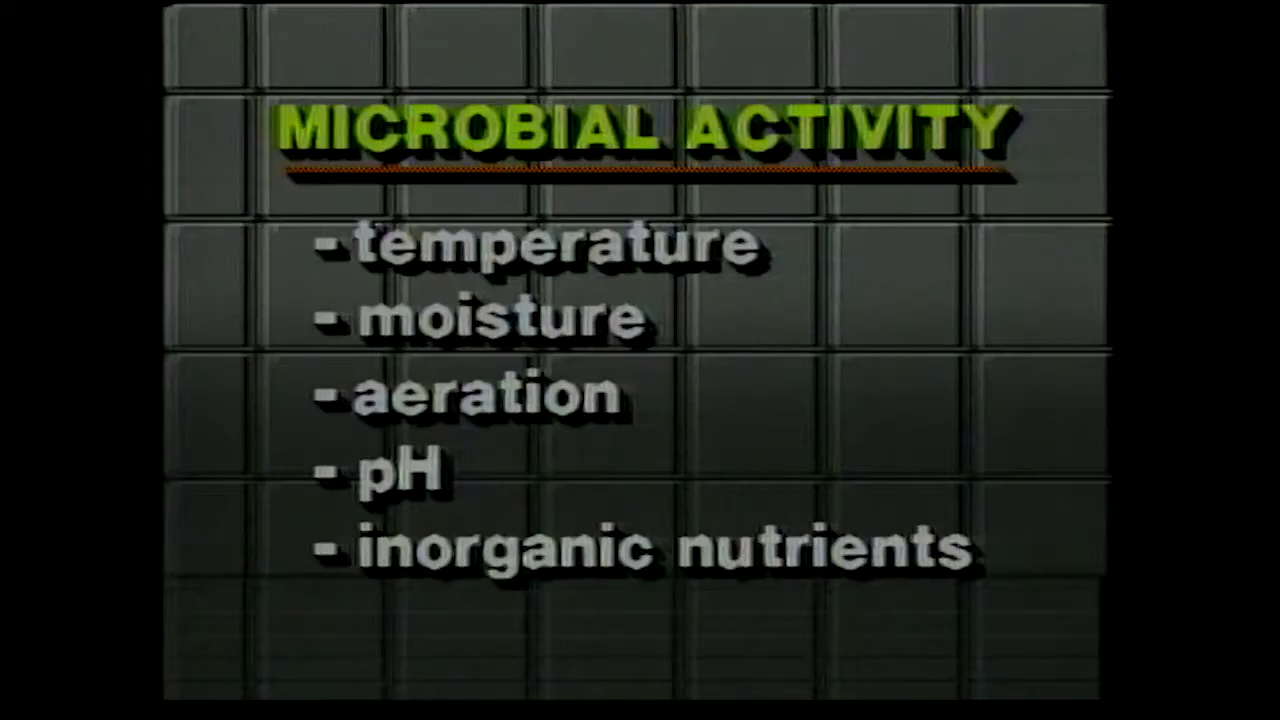 MICROBIAL ACTIVITY
- temperature
- moisture
- aeration
- pH
- inorganic nutrients